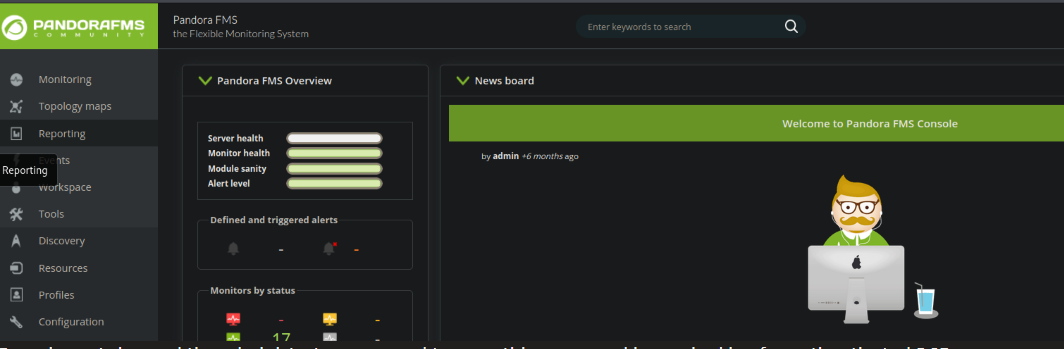 PANDORAFMS
COMMUNITY
Pandora FMS
the Flexible Monitoring System
Enter keywords to search
Monitoring
Topology maps
Reporting
Events
Reporting
Workspace
Tools
Discovery
Resources
Profiles
Configuration
Pandora FMS Overview
Server health
Monitor health
Module sanity
Alert level
Defined and triggered alerts
-
-
Monitors by status
-
-
17
-
News board
Welcome to Pandora FMS Console
by admin +6 months ago